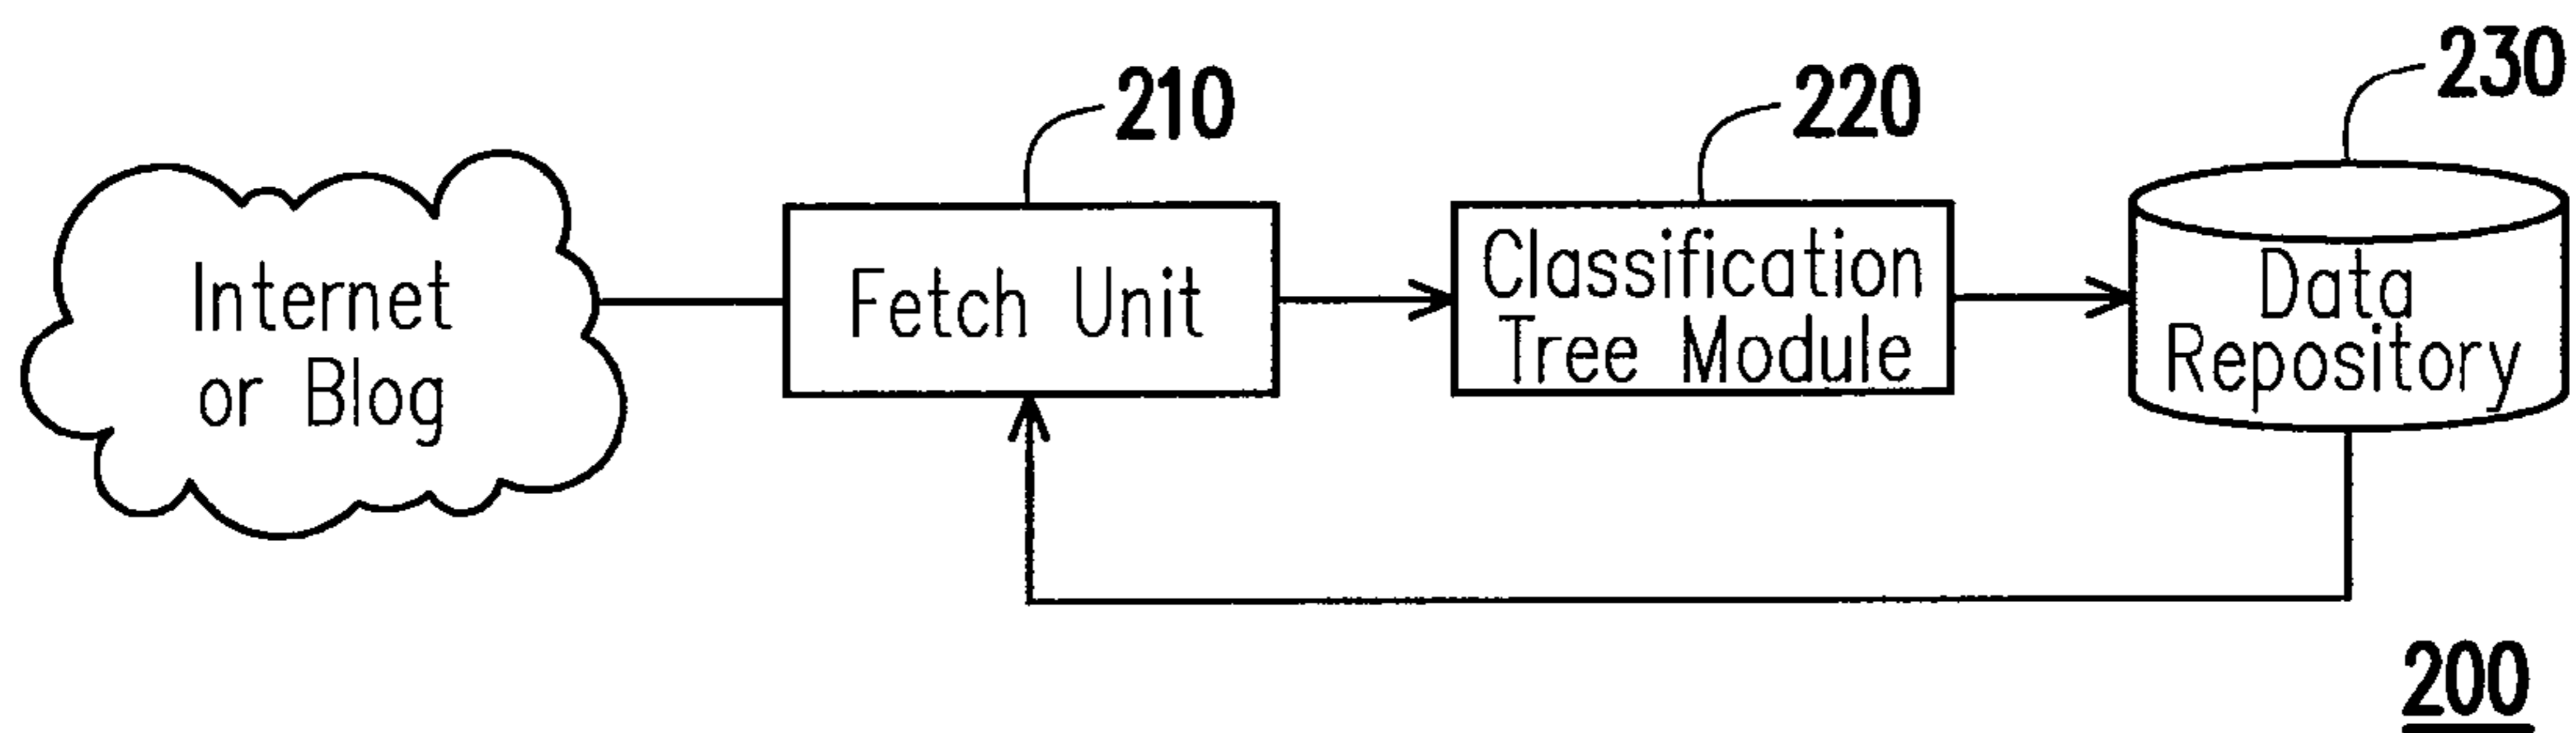 210
220
230
Internet
or Blog
Fetch Unit
Classification
Tree Module
Data
Repository
200